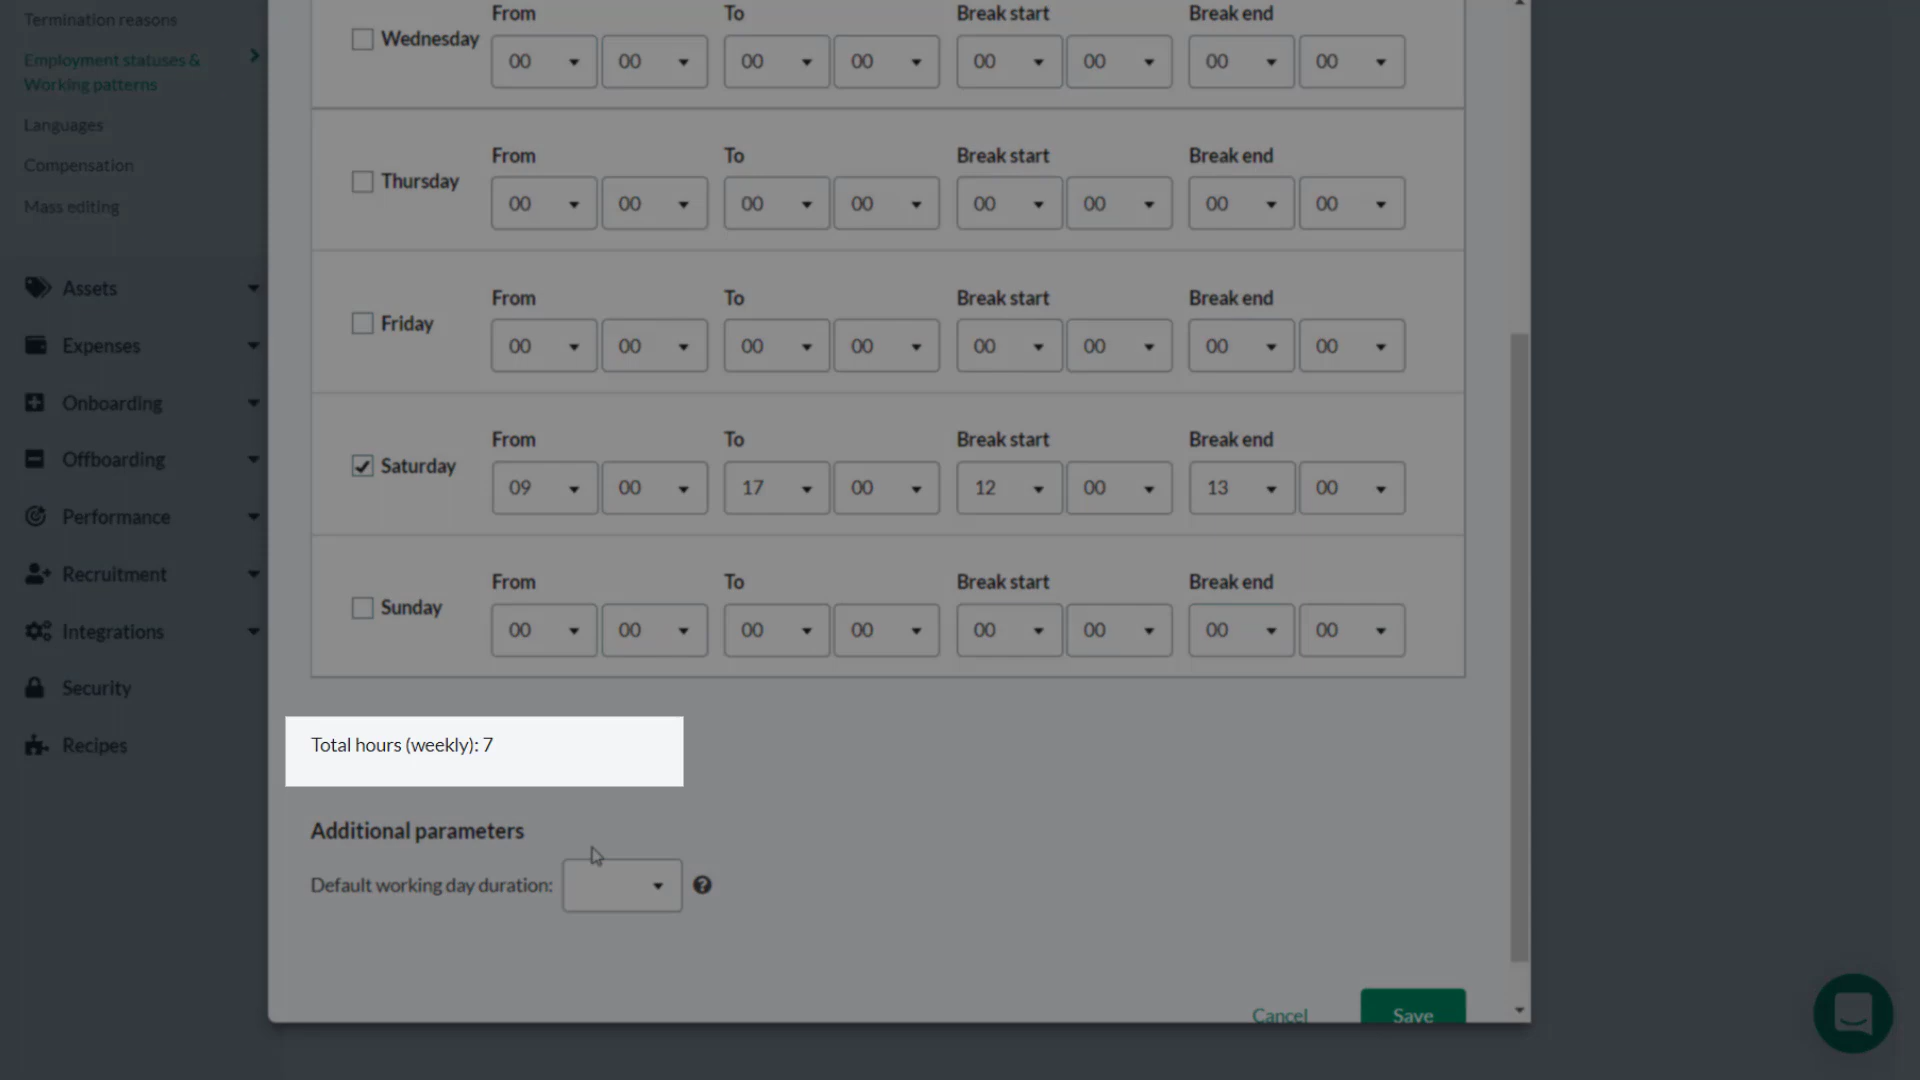 Termination reasons
Employment statuses &
Working patterns
Languages
Compensation
Mass editing
Assets
Expenses
Onboarding
Offboarding
Performance
Recruitment
Integrations
Security
Recipes
From To Break start Break end
Wednesday
00 00 00 00 00 00 00 00
From To Break start Break end
Thursday
00 00 00 00 00 00 00 00
From To Break start Break end
Friday
00 00 00 00 00 00 00 00
From To Break start Break end
Saturday
09 00 17 00 12 00 13 00
From To Break start Break end
Sunday
00 00 00 00 00 00 00 00
Total hours (weekly): 7
Additional parameters
Default working day duration:
Cancel Save